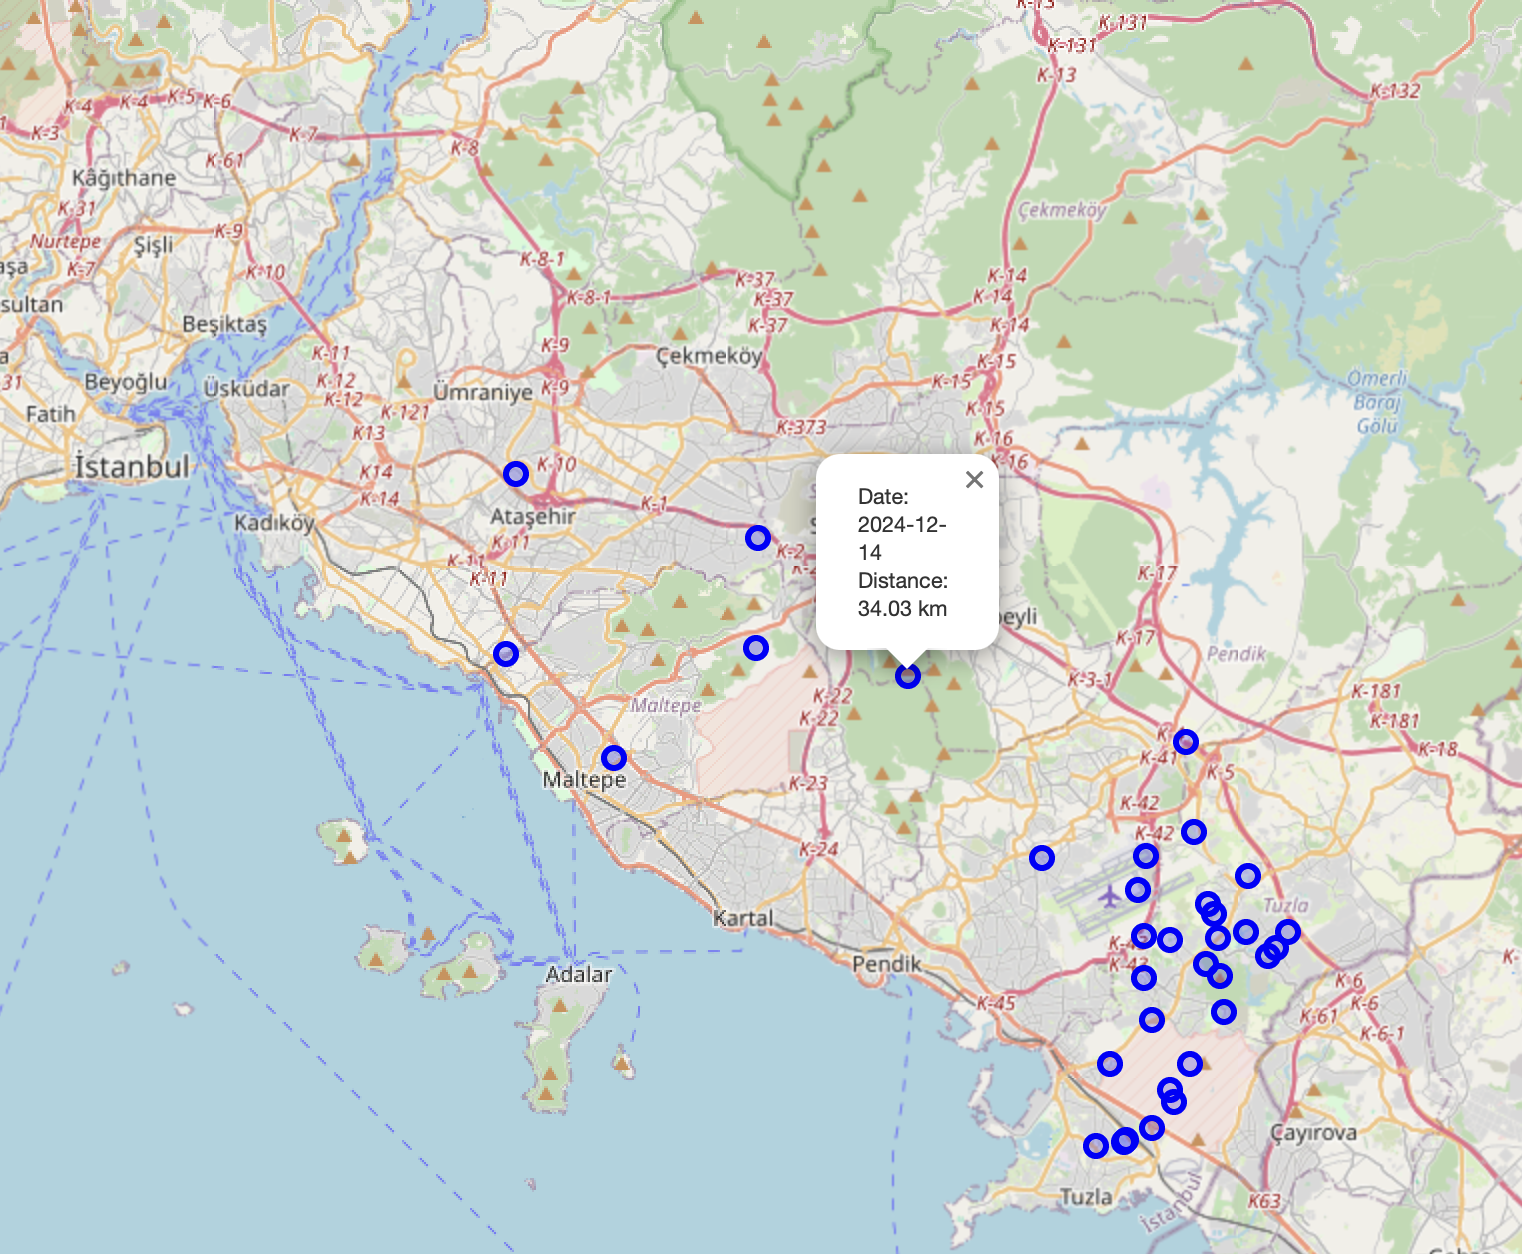 K-13
K-131
K-131
K-13
K-132
K-4
K-4
K-5
K-6
K-3
K-7
K-8
K-61
Kâğıthane
K-31
Çekmeköy
Nurtepe
K-9
Şişli
K-7
K-10
K-8-1
K-8-1
K-37
K-14
K-37
K-14
sultan
Beşiktaş
K-37
K-14
K-11
K-9
Çekmeköy
K-15
31
Beyoğlu
Üsküdar
K-12
K-12
Ümraniye
K-9
K-15
Ömerli
Baraj
Gölü
Fatih
K-121
K-15
K13
K-373
K-16
İstanbul
K14
K-10
K-16
K-14
K-1
Date:
2024-12-
14
Distance:
34.03 km
Kadıköy
Ataşehir
K-11
K-2
K-11
K-11
K-17
beyli
K-17
Pendik
K-3-1
K-22
K-22
Maltepe
K-181
K-181
K-18
K-41
K-5
Maltepe
K-23
K-42
K-42
K-24
Tuzla
Kartal
Pendik
K-43
Adalar
K-45
K-6
K-6
K-61
K-6-1
Çayırova
Tuzla
İstanbul
K63